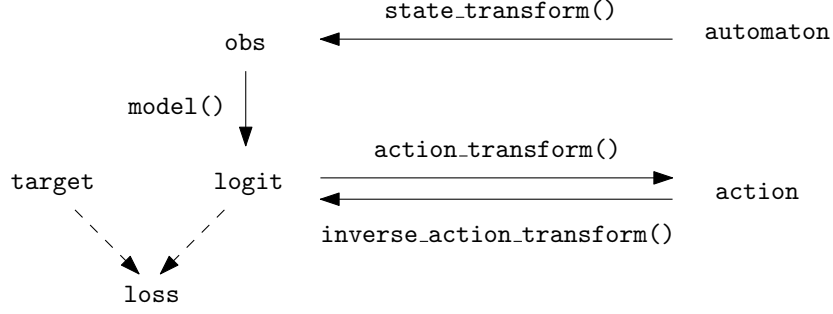 state_transform()
obs
automaton
model()
action_transform()
target
logit
action
inverse_action_transform()
loss